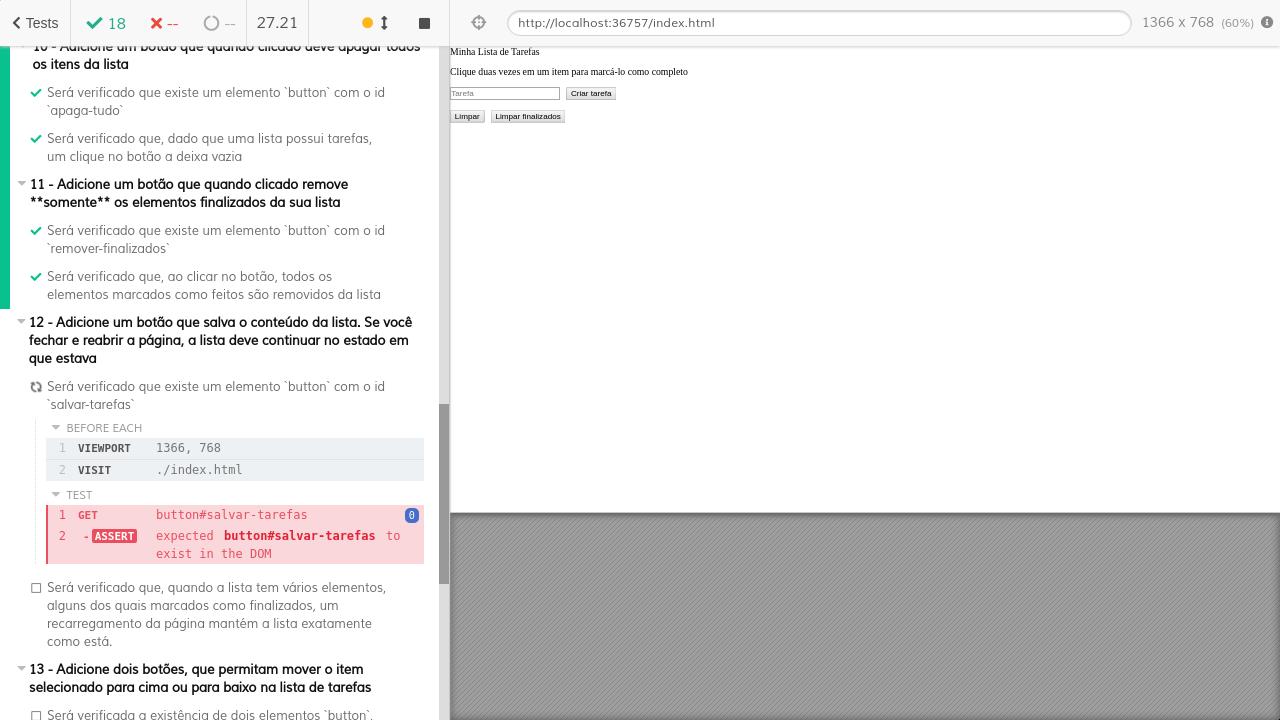 Tests
18
--
--
27.21
http://localhost:36757/index.html
1366 x 768 (60%)
10 - Adicione um botão que quando clicado deve apagar todos
os itens da lista
Será verificado que existe um elemento `button` com o id
`apaga-tudo`
Será verificado que, dado que uma lista possui tarefas,
um clique no botão a deixa vazia
11 - Adicione um botão que quando clicado remove
**somente** os elementos finalizados da sua lista
Será verificado que existe um elemento `button` com o id
`remover-finalizados`
Será verificado que, ao clicar no botão, todos os
elementos marcados como feitos são removidos da lista
12 - Adicione um botão que salva o conteúdo da lista. Se você
fechar e reabrir a página, a lista deve continuar no estado em
que estava
Será verificado que existe um elemento `button` com o id
`salvar-tarefas`
BEFORE EACH
1 VIEWPORT 1366, 768
2 VISIT ./index.html
TEST
1 GET button#salvar-tarefas 0
2 - ASSERT expected button#salvar-tarefas to
exist in the DOM
Será verificado que, quando a lista tem vários elementos,
alguns dos quais marcados como finalizados, um
recarregamento da página mantém a lista exatamente
como está.
13 - Adicione dois botões, que permitam mover o item
selecionado para cima ou para baixo na lista de tarefas
Será verificada a existência de dois elementos `button`,
Minha Lista de Tarefas
Clique duas vezes em um item para marcá-lo como completo
Tarefa
Criar tarefa
Limpar
Limpar finalizados